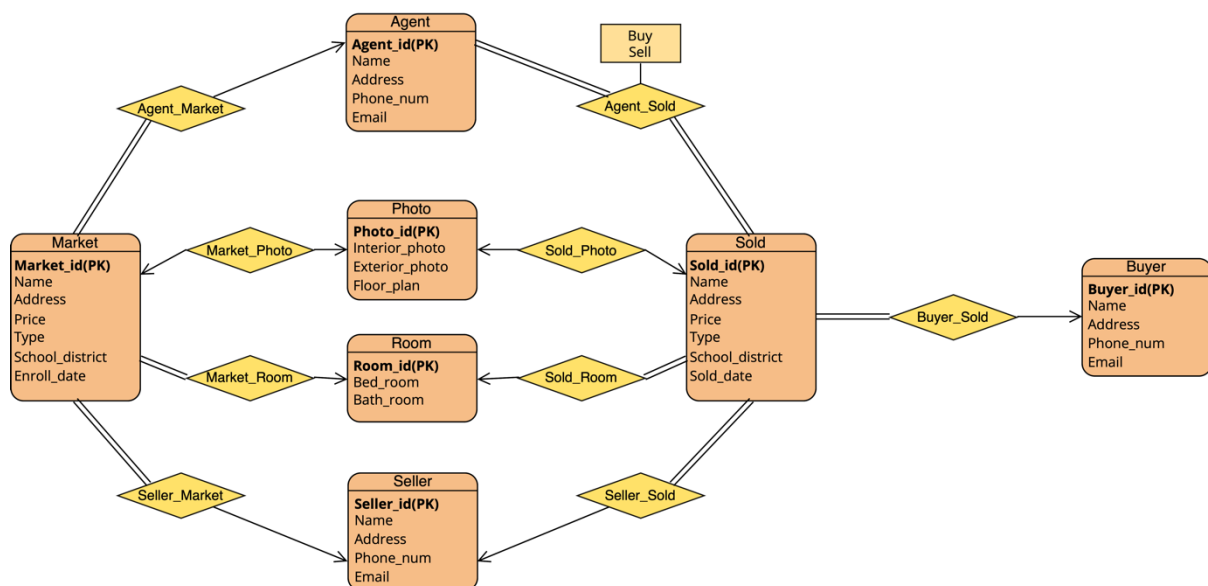 Agent
Agent_id(PK)
Name
Address
Phone_num
Email
Buy
Sell
Agent_Market
Agent_Sold
Photo
Photo_id(PK)
Interior_photo
Exterior_photo
Floor_plan
Market_Photo
Sold_Photo
Market
Market_id(PK)
Name
Address
Price
Type
School_district
Enroll_date
Sold
Sold_id(PK)
Name
Address
Price
Type
School_district
Sold_date
Buyer_Sold
Buyer
Buyer_id(PK)
Name
Address
Phone_num
Email
Room
Room_id(PK)
Bed_room
Bath_room
Market_Room
Sold_Room
Seller_Market
Seller_Sold
Seller
Seller_id(PK)
Name
Address
Phone_num
Email